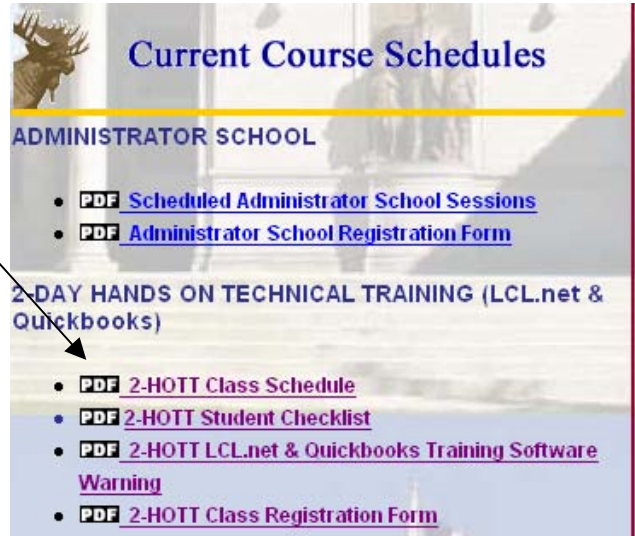 Current Course Schedules
ADMINISTRATOR SCHOOL
PDF Scheduled Administrator School Sessions
PDF Administrator School Registration Form
2-DAY HANDS ON TECHNICAL TRAINING (LCL.net &
Quickbooks)
PDF 2-HOTT Class Schedule
PDF 2-HOTT Student Checklist
PDF 2-HOTT LCL.net & Quickbooks Training Software
Warning
PDF 2-HOTT Class Registration Form